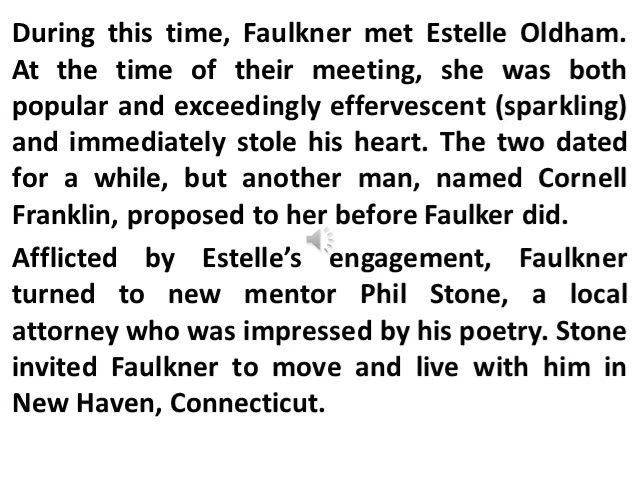 During this time, Faulkner met Estelle Oldham.
At the time of their meeting, she was both
popular and exceedingly effervescent (sparkling)
and immediately stole his heart. The two dated
for a while, but another man, named Cornell
Franklin, proposed to her before Faulker did.
Afflicted by Estelle’s engagement, Faulkner
turned to new mentor Phil Stone, a local
attorney who was impressed by his poetry. Stone
invited Faulkner to move and live with him in
New Haven, Connecticut.